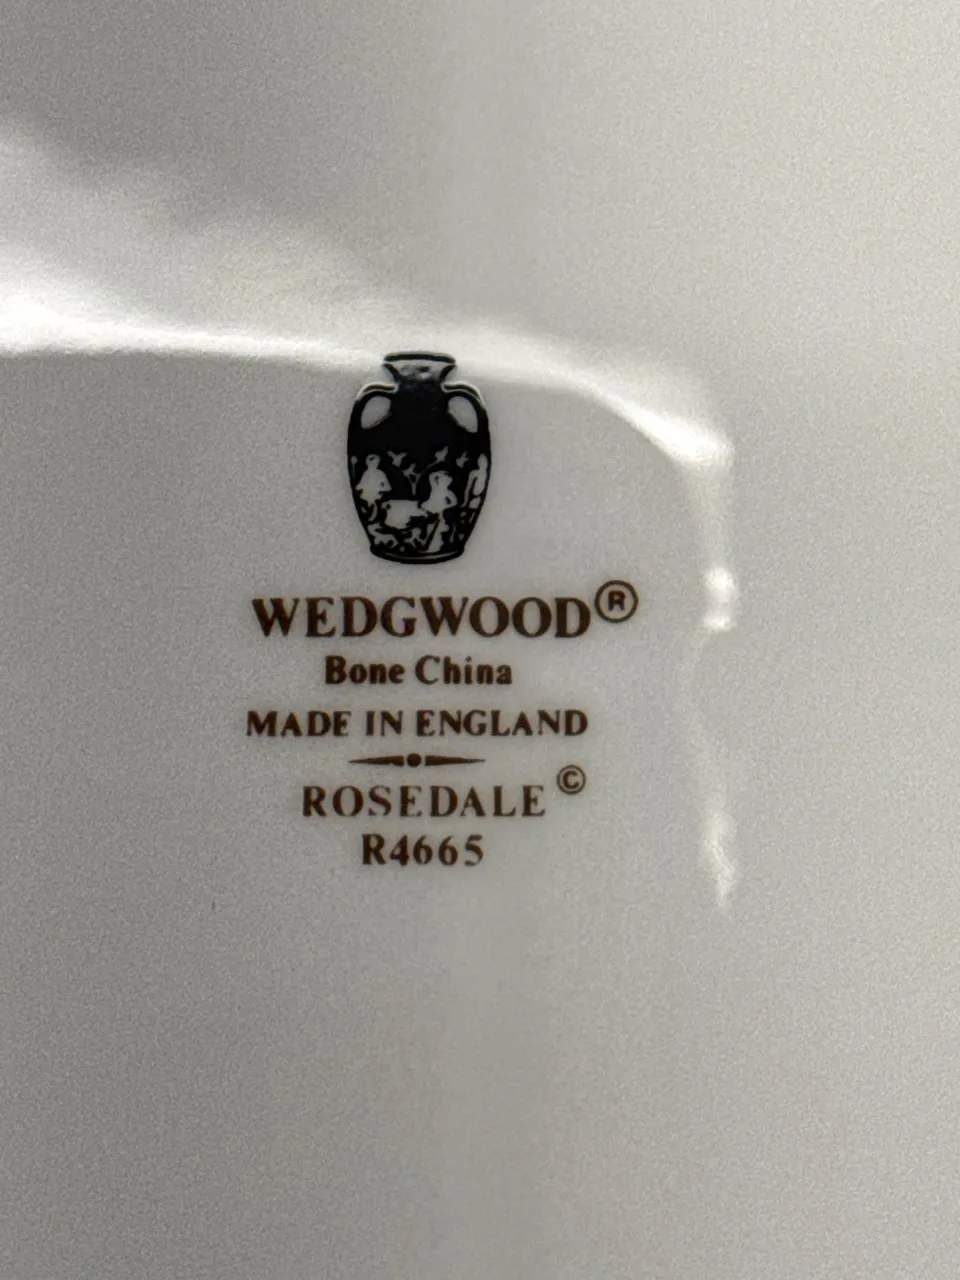 WEDGWOOD®
Bone China
MADE IN ENGLAND
ROSEDALE ©
R4665